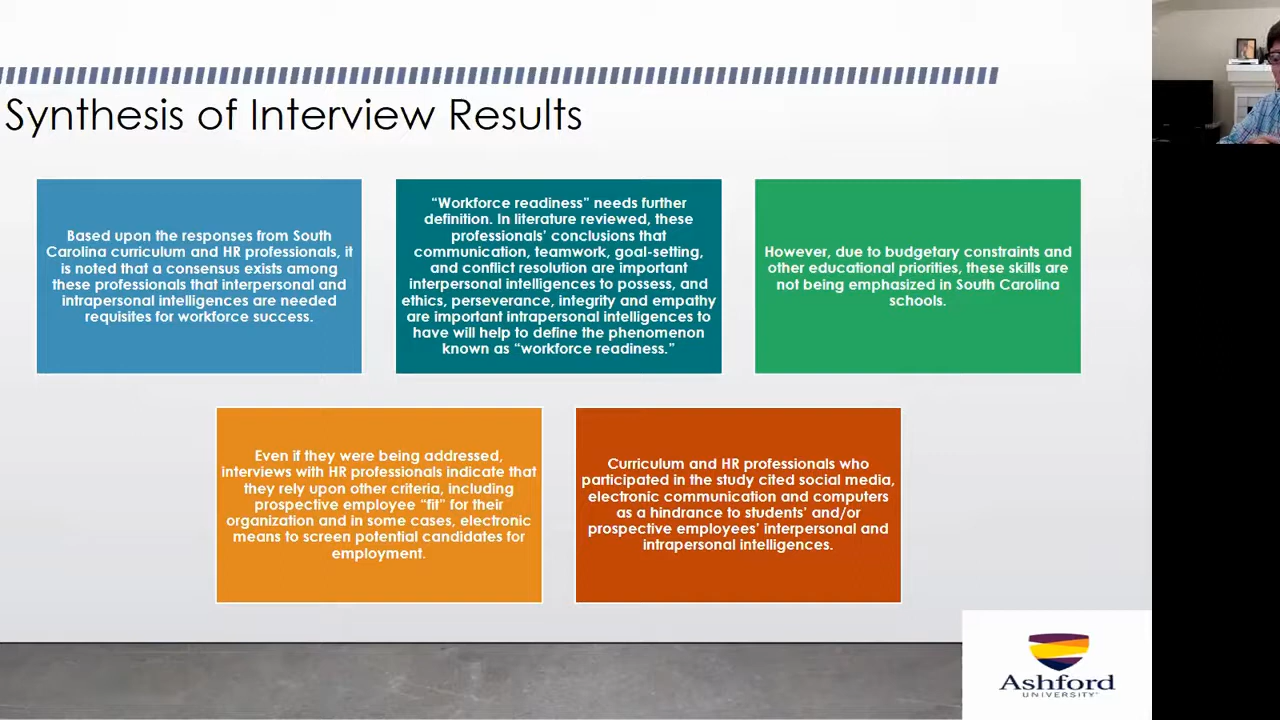 Synthesis of Interview Results
Based upon the responses from South
Carolina curriculum and HR professionals, it
is noted that a consensus exists among
these professionals that interpersonal and
intrapersonal intelligences are needed
requisites for workforce success.
“Workforce readiness” needs further
definition. In literature reviewed, these
professionals’ conclusions that
communication, teamwork, goal-setting,
and conflict resolution are important
interpersonal intelligences to possess, and
ethics, perseverance, integrity and empathy
are important intrapersonal intelligences to
have will help to define the phenomenon
known as “workforce readiness.”
However, due to budgetary constraints and
other educational priorities, these skills are
not being emphasized in South Carolina
schools.
Even if they were being addressed,
interviews with HR professionals indicate that
they rely upon other criteria, including
prospective employee “fit” for their
organization and in some cases, electronic
means to screen potential candidates for
employment.
Curriculum and HR professionals who
participated in the study cited social media,
electronic communication and computers
as a hindrance to students’ and/or
prospective employees’ interpersonal and
intrapersonal intelligences.
Ashford
UNIVERSITY